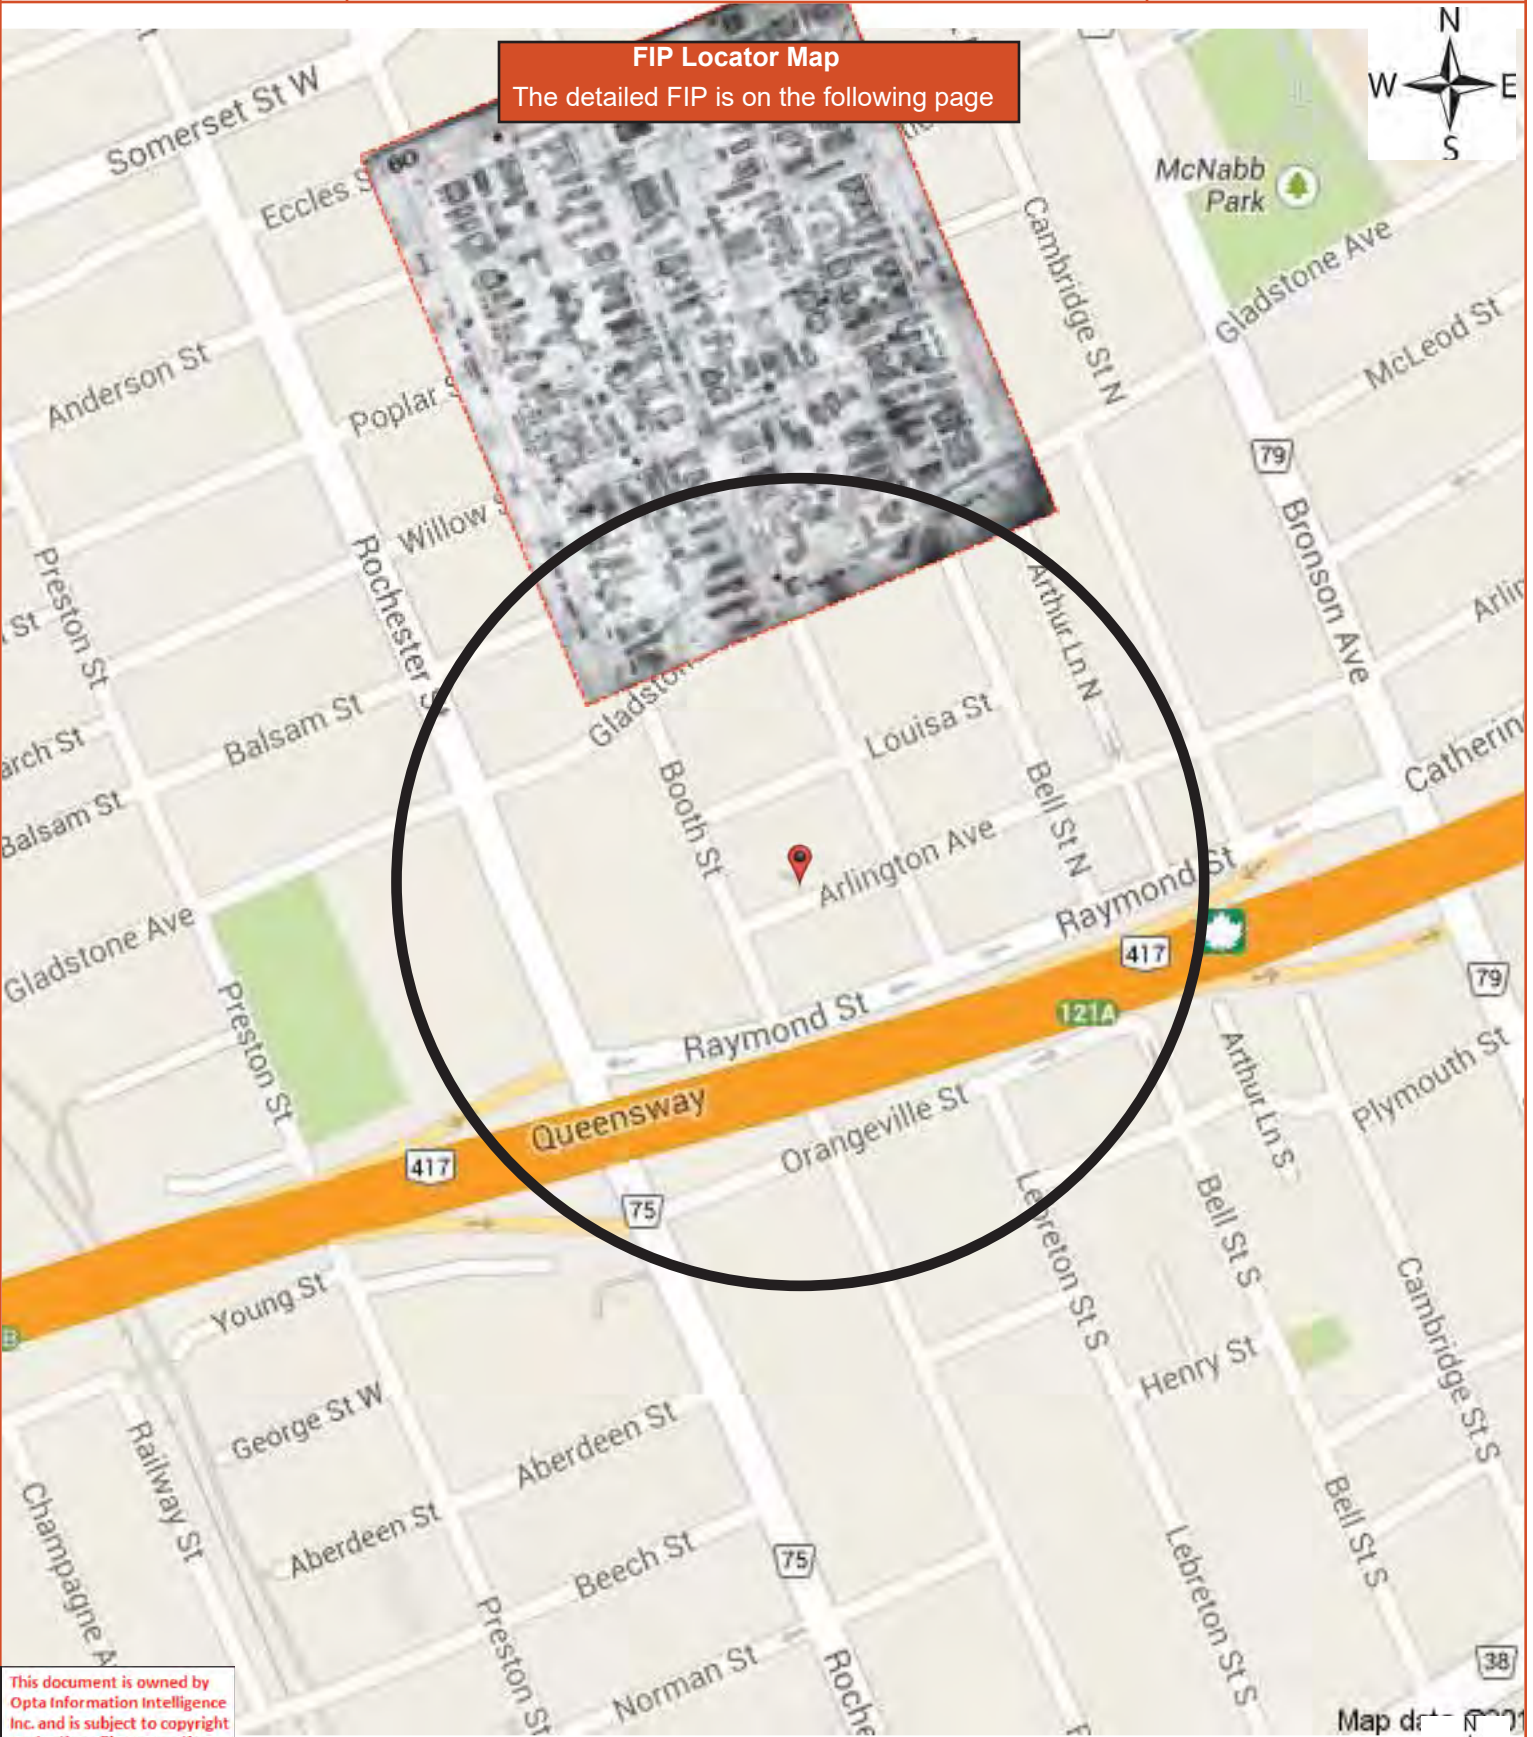 FIP Locator Map
The detailed FIP is on the following page
N
W
E
S
Somerset St W
60
Eccles S
McNabb
Park
Cambridge St N
Gladstone Ave
McLeod St
Anderson St
Poplar S
79
Willow S
Rochester St
Preston St
Bronson Ave
St
Arlin
Arthur Ln N
Balsam St
arch St
Gladston
Louisa St
Balsam St
Booth St
Bell St N
Catherin
Arlington Ave
Raymond St
Gladstone Ave
417
79
Preston St
Raymond St
121A
Arthur Ln S
Plymouth St
Queensway
Orangeville St
417
75
Lebreton St S
Bell St S
Cambridge St S
Young St
B
Henry St
George St W
Aberdeen St
Railway St
Champagne A
Aberdeen St
Bell St S
Beech St
75
Lebreton St S
Preston St
Norman St
Roche
38
This document is owned by
Opta Information Intelligence
Inc. and is subject to copyright
Map da
N